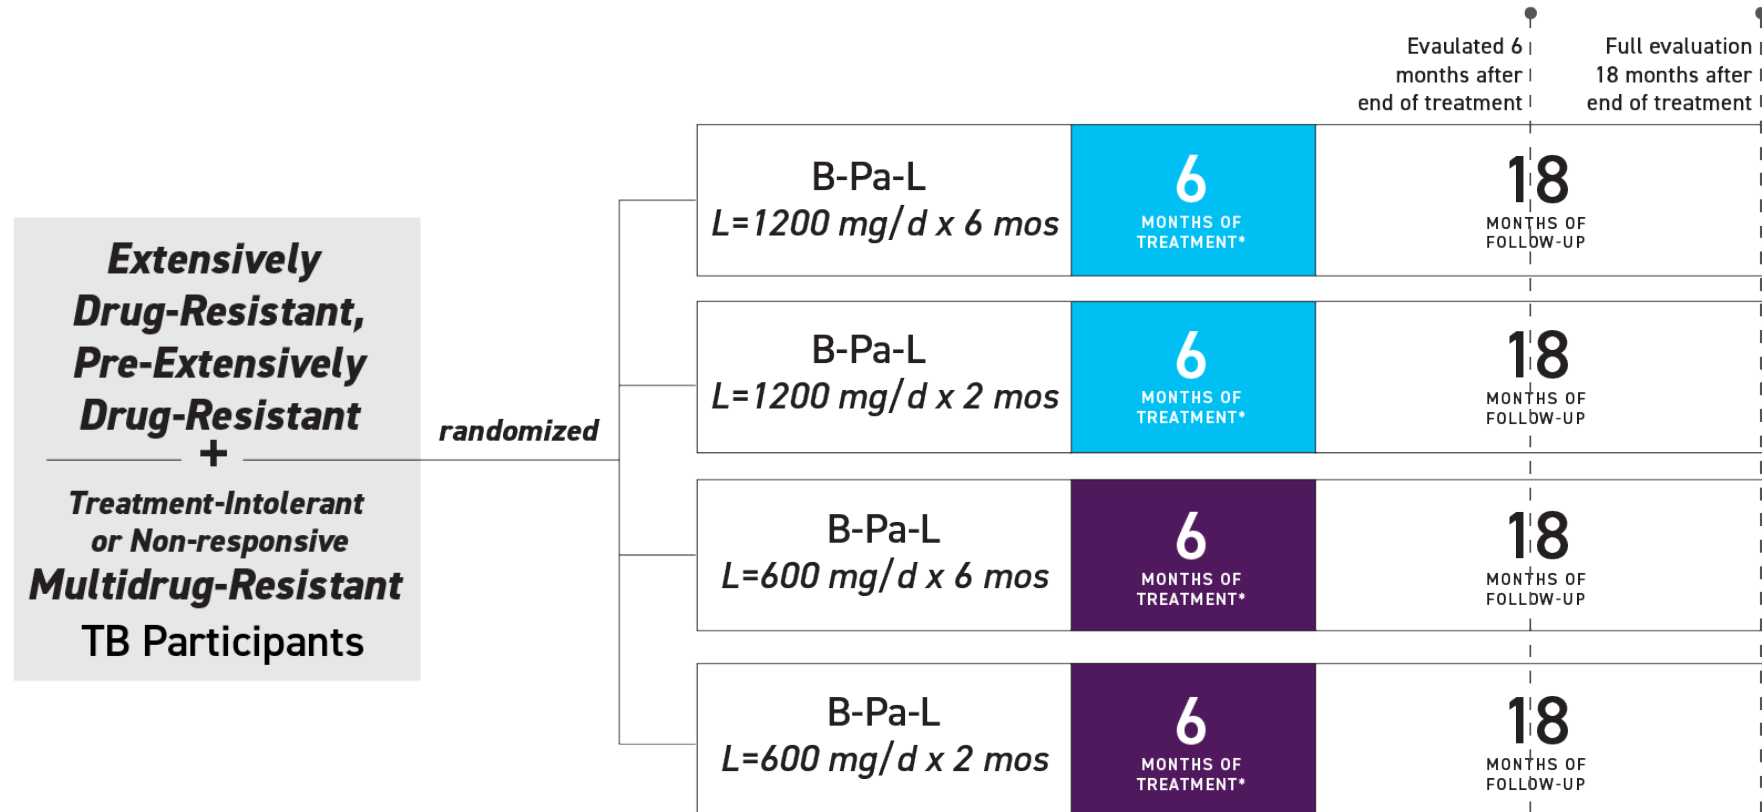 Evaulated 6
months after
end of treatment
Full evaluation
18 months after
end of treatment
Extensively
Drug-Resistant,
Pre-Extensively
Drug-Resistant
+
Treatment-Intolerant
or Non-responsive
Multidrug-Resistant
TB Participants
randomized
B-Pa-L
L=1200 mg/d x 6 mos
6
MONTHS OF
TREATMENT*
18
MONTHS OF
FOLLOW-UP
B-Pa-L
L=1200 mg/d x 2 mos
6
MONTHS OF
TREATMENT*
18
MONTHS OF
FOLLOW-UP
B-Pa-L
L=600 mg/d x 6 mos
6
MONTHS OF
TREATMENT*
18
MONTHS OF
FOLLOW-UP
B-Pa-L
L=600 mg/d x 2 mos
6
MONTHS OF
TREATMENT*
18
MONTHS OF
FOLLOW-UP